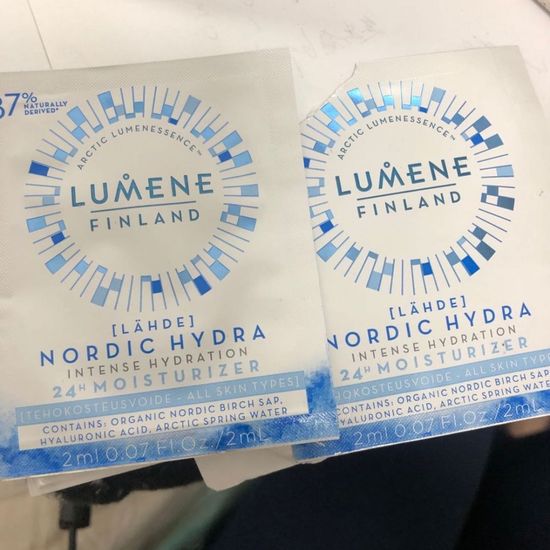 87% NATURALLY
DERIVED*
ARCTIC LUMENESSENCE™
LUMENE
FINLAND
[LÄHDE]
NORDIC HYDRA
INTENSE HYDRATION
24H MOISTURIZER
[TEHOKOSTEUSVOIDE - ALL SKIN TYPES]
CONTAINS: ORGANIC NORDIC BIRCH SAP,
HYALURONIC ACID, ARCTIC SPRING WATER
2ml 0.07 Fl.Oz./2mL
ARCTIC LUMENESSENCE™
LUMENE
FINLAND
[LÄHDE]
NORDIC HYDRA
INTENSE HYDRATION
24H MOISTURIZER
HOKOSTEUSVOIDE - ALL SKIN TYPES]
CONTAINS: ORGANIC NORDIC BIRCH SAP,
HYALURONIC ACID, ARCTIC SPRING WATER
2ml 0.07 Fl.Oz./2mL